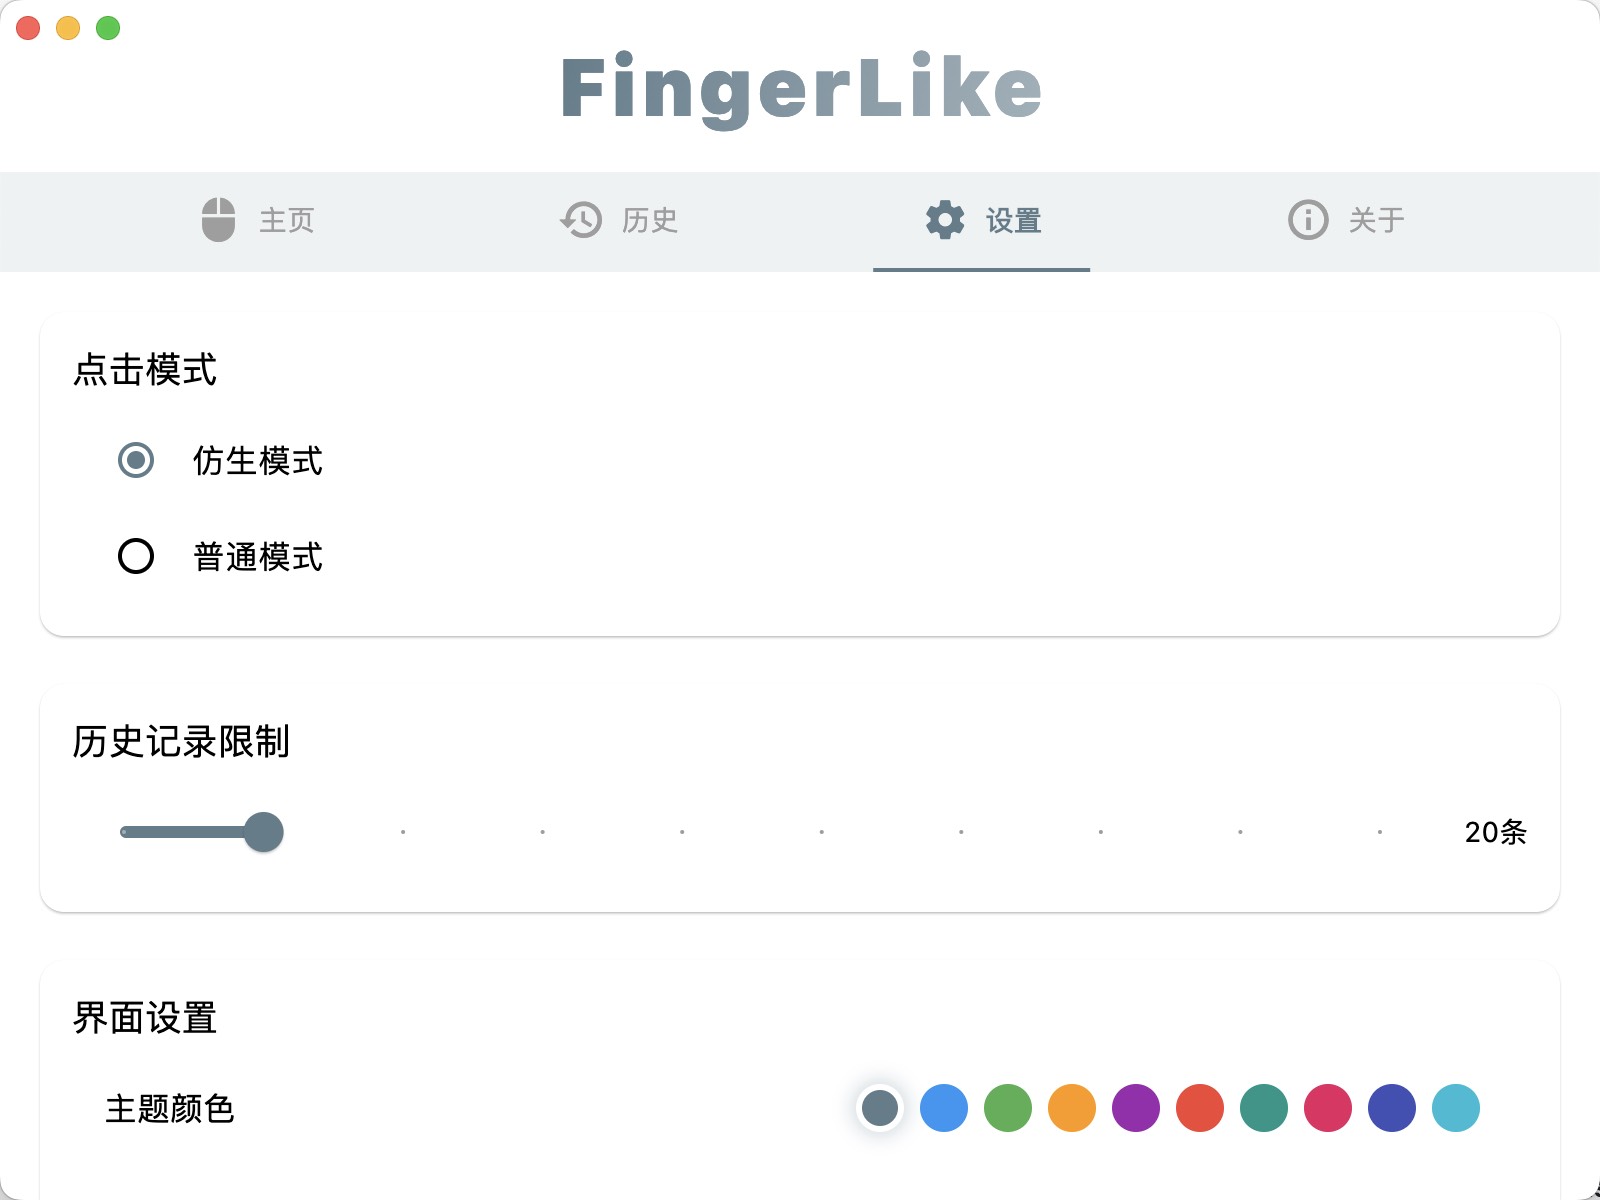 FingerLike
主页 历史 设置 关于
点击模式
仿生模式
普通模式
历史记录限制
20条
界面设置
主题颜色